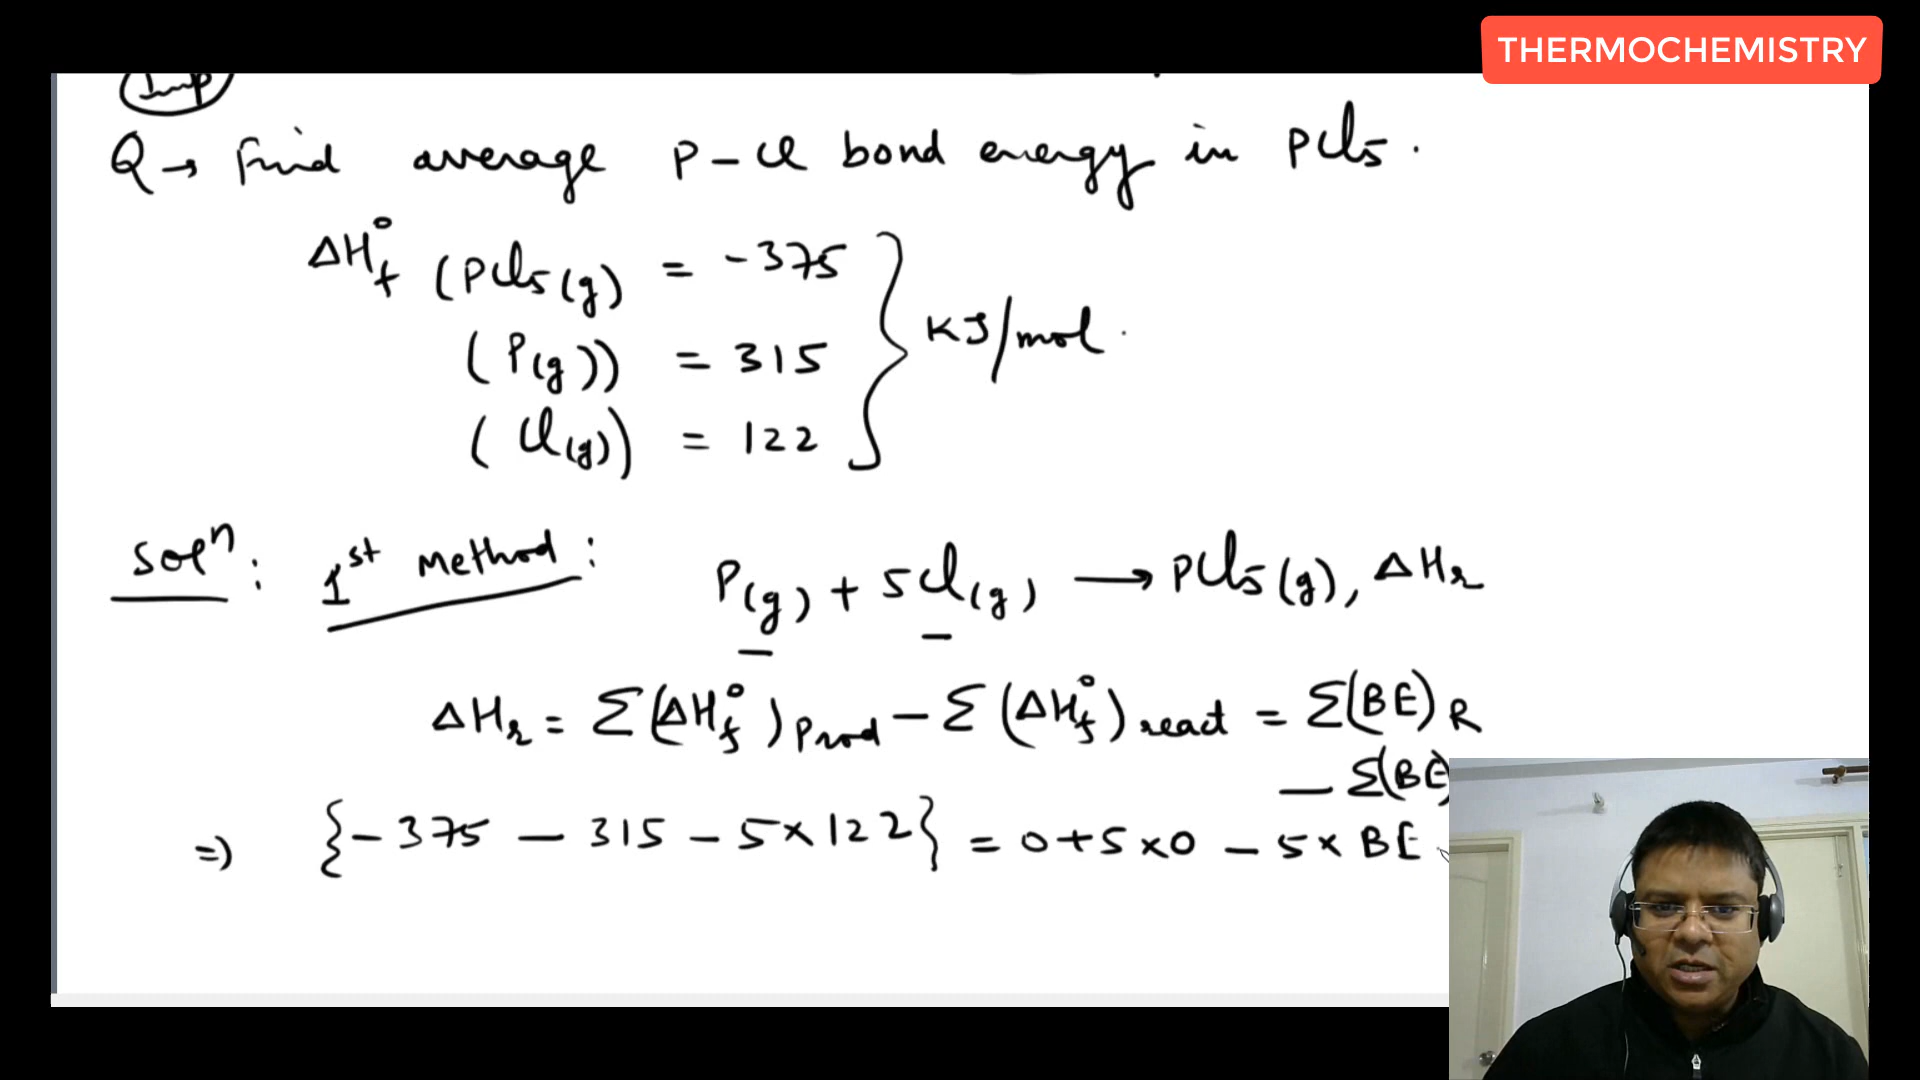 THERMOCHEMISTRY
Imp
Q → Find average P-Cl bond energy in PCl5.
ΔH°f (PCl5(g) = -375
(P(g)) = 315
(Cl(g)) = 122
KJ/mol.
Solⁿ: 1st Method: P(g) + 5Cl(g) ⟶ PCl5(g), ΔHr
ΔHr = Σ(ΔH°f)Prod - Σ(ΔH°f)react = Σ(BE)R
- Σ(BE)
⇒ {-375 - 315 - 5×122} = 0+5×0 - 5×BE